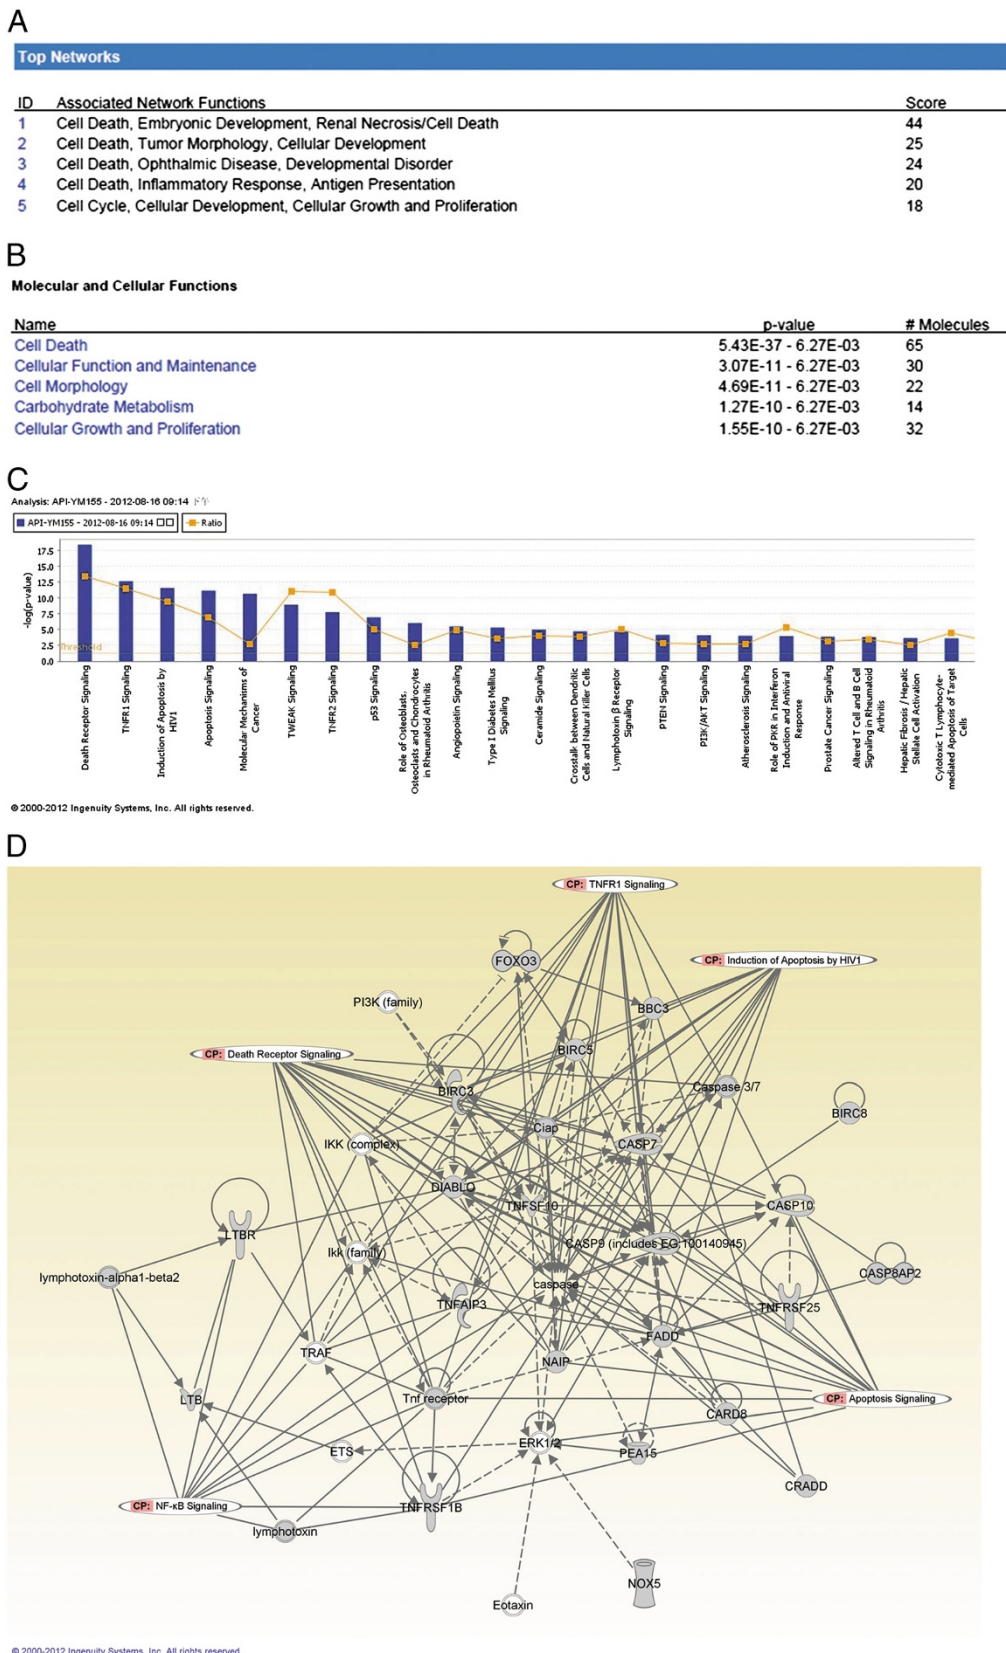 A
Top Networks
ID Associated Network Functions Score
1 Cell Death, Embryonic Development, Renal Necrosis/Cell Death 44
2 Cell Death, Tumor Morphology, Cellular Development 25
3 Cell Death, Ophthalmic Disease, Developmental Disorder 24
4 Cell Death, Inflammatory Response, Antigen Presentation 20
5 Cell Cycle, Cellular Development, Cellular Growth and Proliferation 18
B
Molecular and Cellular Functions
Name p-value # Molecules
Cell Death 5.43E-37 - 6.27E-03 65
Cellular Function and Maintenance 3.07E-11 - 6.27E-03 30
Cell Morphology 4.69E-11 - 6.27E-03 22
Carbohydrate Metabolism 1.27E-10 - 6.27E-03 14
Cellular Growth and Proliferation 1.55E-10 - 6.27E-03 32
C
Analysis: API-YM155 - 2012-08-16 09:14
API-YM155 - 2012-08-16 09:14 Ratio
-log(p-value)
17.5
15.0
12.5
10.0
7.5
5.0
2.5
0.0
Threshold
Death Receptor Signaling
TNFR1 Signaling
Induction of Apoptosis by
HIV1
Apoptosis Signaling
Molecular Mechanisms of
Cancer
TWEAK Signaling
TNFR2 Signaling
p53 Signaling
Role of Osteoblasts,
Osteoclasts and Chondrocytes
in Rheumatoid Arthritis
Angiopoietin Signaling
Type I Diabetes Mellitus
Signaling
Ceramide Signaling
Crosstalk between Dendritic
Cells and Natural Killer Cells
Lymphotoxin β Receptor
Signaling
PTEN Signaling
PI3K/AKT Signaling
Atherosclerosis Signaling
Role of PKR in Interferon
Induction and Antiviral
Response
Prostate Cancer Signaling
Altered T Cell and B Cell
Signaling in Rheumatoid
Arthritis
Hepatic Fibrosis / Hepatic
Stellate Cell Activation
Cytotoxic T Lymphocyte-
mediated Apoptosis of Target
Cells
© 2000-2012 Ingenuity Systems, Inc. All rights reserved.
D
CP: TNFR1 Signaling
FOXO3
CP: Induction of Apoptosis by HIV1
PI3K (family)
BBC3
BIRC5
CP: Death Receptor Signaling
BIRC3
Caspase 3/7
BIRC8
Ciap
IKK (complex)
CASP7
DIABLO
TNFSF10
CASP10
LTBR
CASP9 (includes EG:100140945)
Ikk (family)
lymphotoxin-alpha1-beta2
caspase
CASP8AP2
TNFAIP3
TNFRSF25
FADD
TRAF
NAIP
LTB
Tnf receptor
CP: Apoptosis Signaling
CARD8
ETS
ERK1/2
PEA15
CRADD
CP: NF-κB Signaling
TNFRSF1B
lymphotoxin
NOX5
Eotaxin
© 2000-2012 Ingenuity Systems, Inc. All rights reserved.